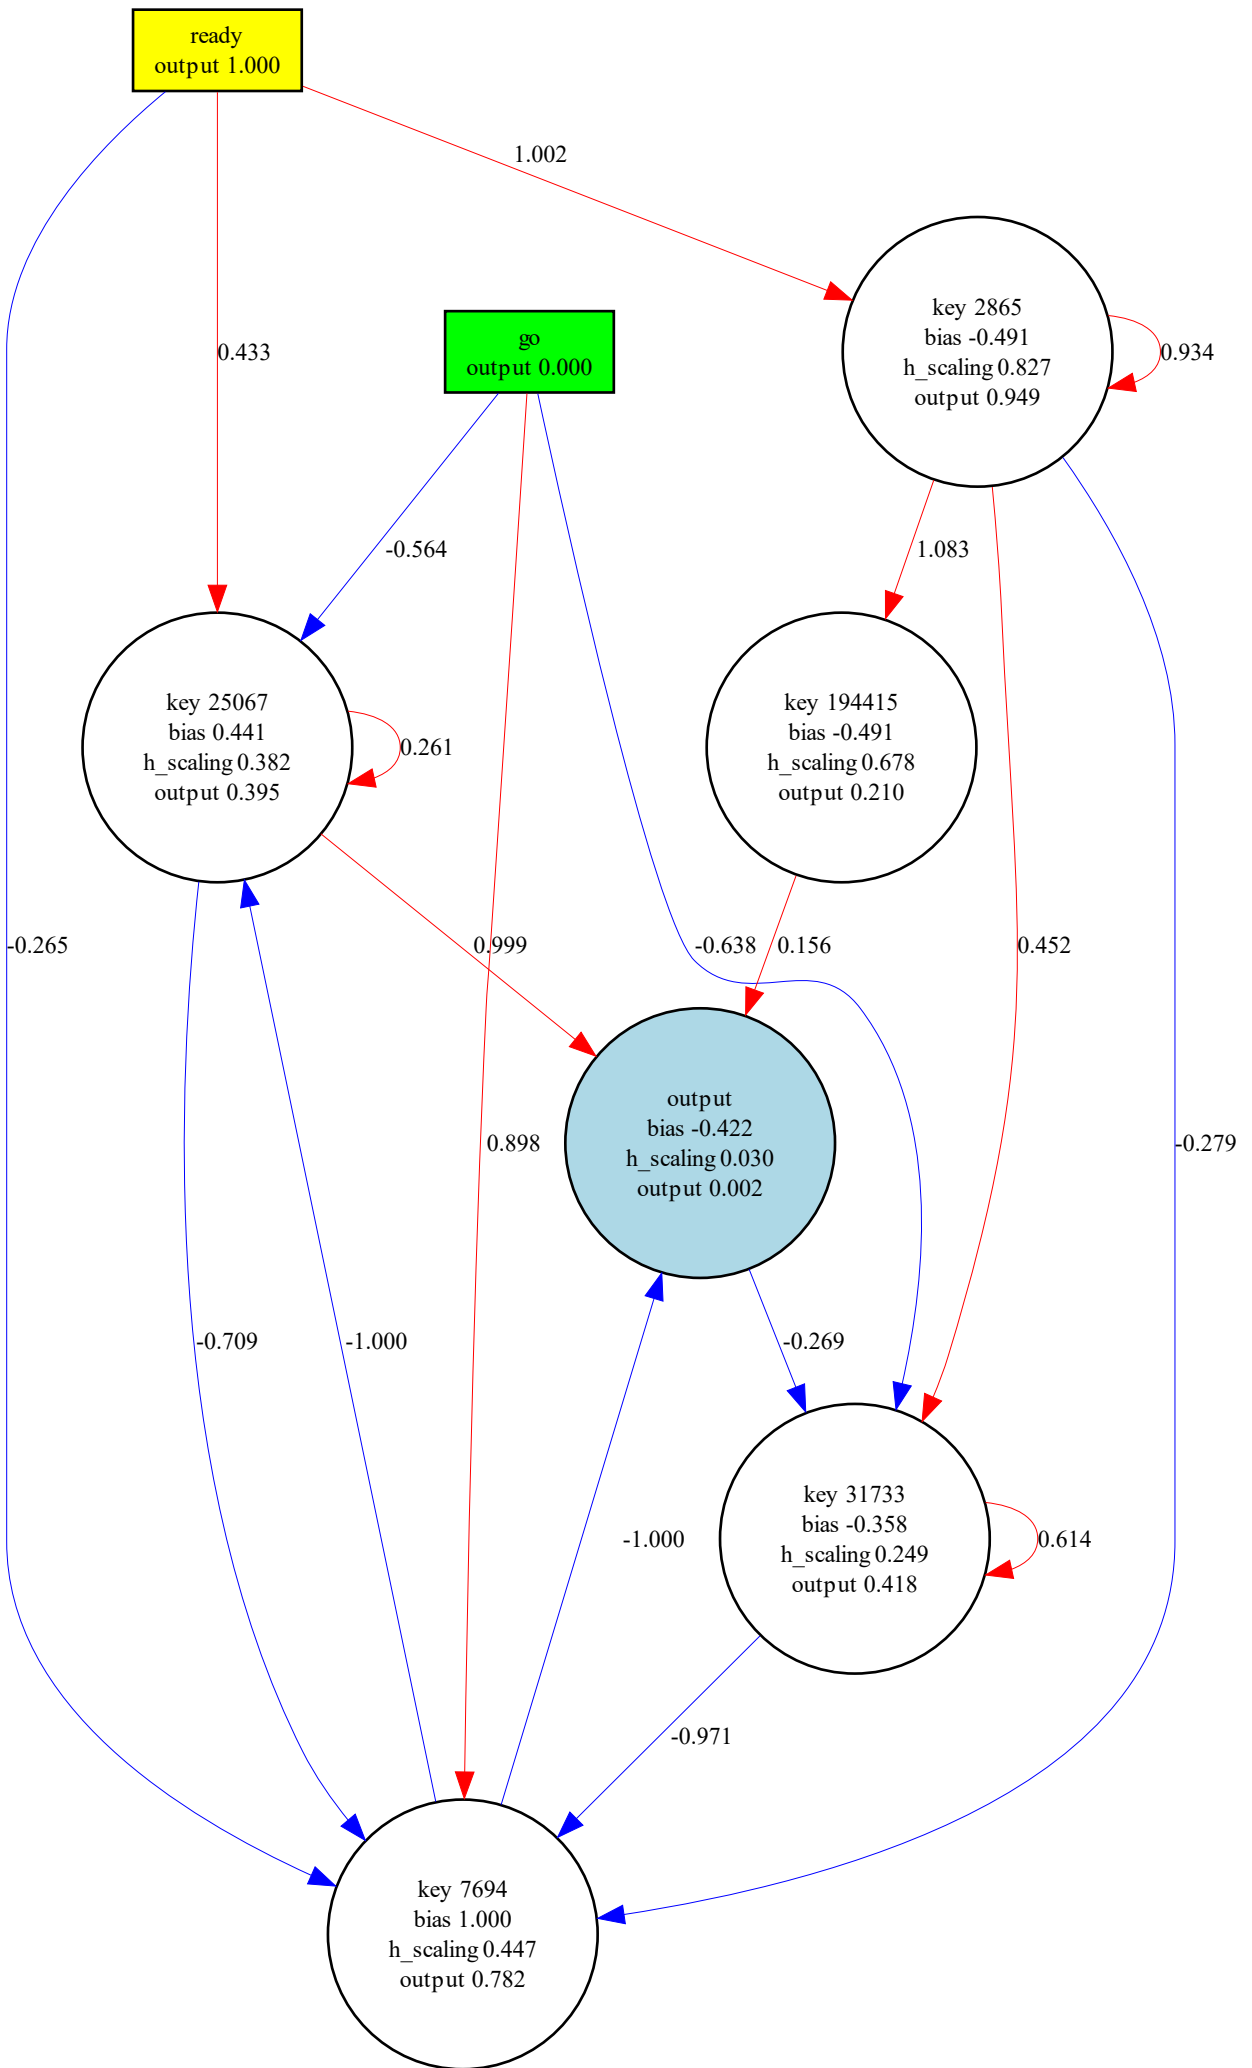 ready
output 1.000
1.002
key 2865
bias -0.491
h_scaling 0.827
output 0.949
0.934
go
output 0.000
0.433
-0.564
1.083
key 25067
bias 0.441
h_scaling 0.382
output 0.395
0.261
key 194415
bias -0.491
h_scaling 0.678
output 0.210
-0.265
0.999
-0.638
0.156
0.452
output
bias -0.422
h_scaling 0.030
output 0.002
0.898
-0.279
-0.709
-1.000
-0.269
key 31733
bias -0.358
h_scaling 0.249
output 0.418
-1.000
0.614
-0.971
key 7694
bias 1.000
h_scaling 0.447
output 0.782